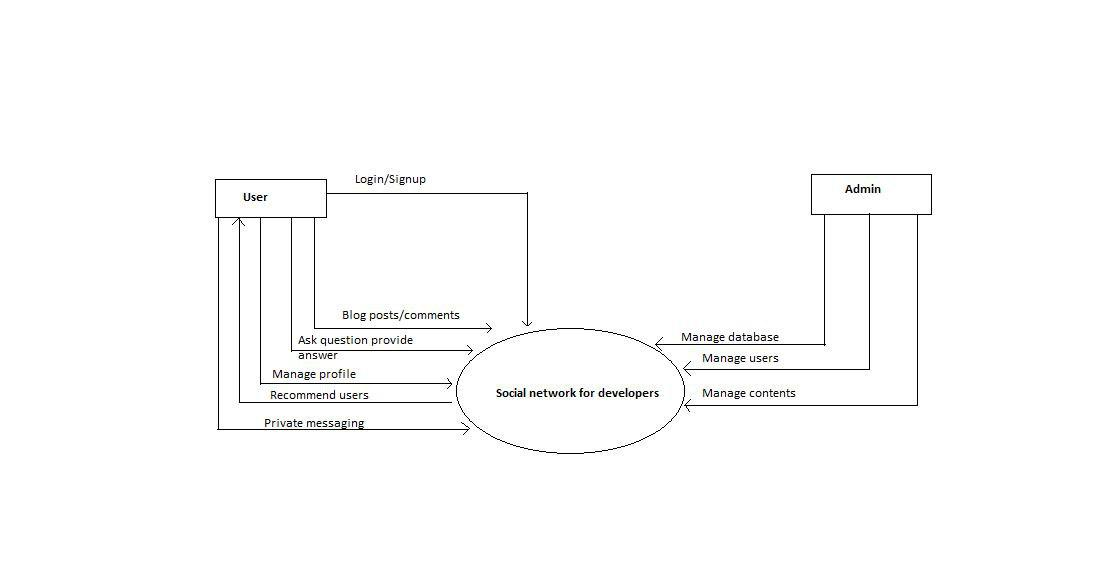 Login/Signup
User
Admin
Blog posts/comments
Ask question provide
answer
Manage profile
Recommend users
Private messaging
Social network for developers
Manage database
Manage users
Manage contents